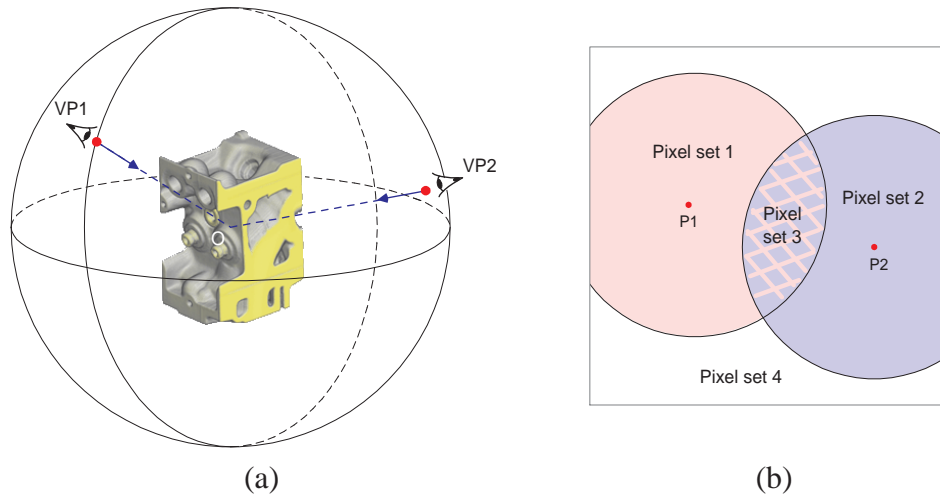 VP1
VP2
(a)
Pixel set 1
Pixel set 2
P1
Pixel
set 3
P2
Pixel set 4
(b)